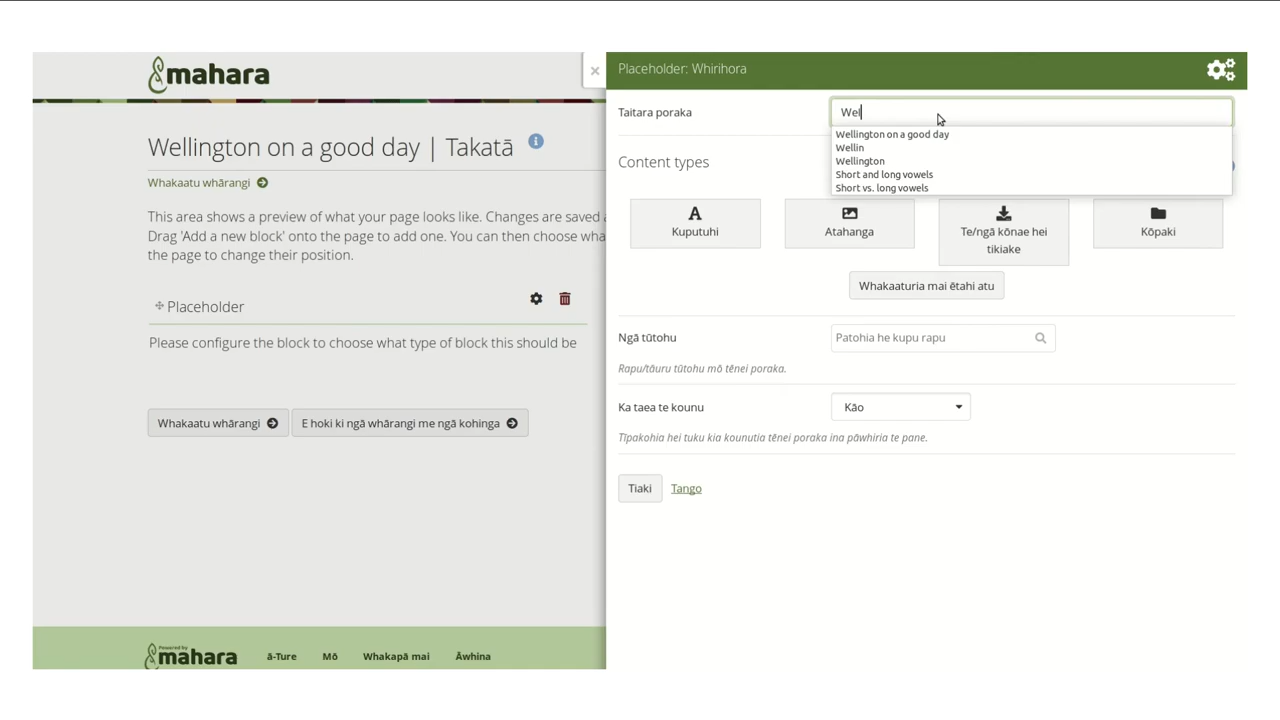 mahara
Wellington on a good day | Takatā
Whakaatu whārangi
This area shows a preview of what your page looks like. Changes are saved
Drag 'Add a new block' onto the page to add one. You can then choose
the page to change their position.
Placeholder
Please configure the block to choose what type of block this should be
Whakaatu whārangi
E hoki ki ngā whārangi me ngā kohinga
Powered by
mahara
ā-Ture
Mō
Whakapā mai
Āwhina
×
Placeholder: Whirihora
Taitara poraka
Wel
Wellington on a good day
Wellin
Wellington
Short and long vowels
Short vs. long vowels
Content types
Kuputuhi
Atahanga
Te/ngā kōnae hei
tikiake
Kōpaki
Whakaaturia mai ētahi atu
Ngā tūtohu
Patohia he kupu rapu
Rapu/tāuru tūtohu mō tēnei poraka.
Ka taea te kounu
Kāo
Tīpakohia hei tuku kia kounutia tēnei poraka ina pāwhiria te pane.
Tiaki
Tango